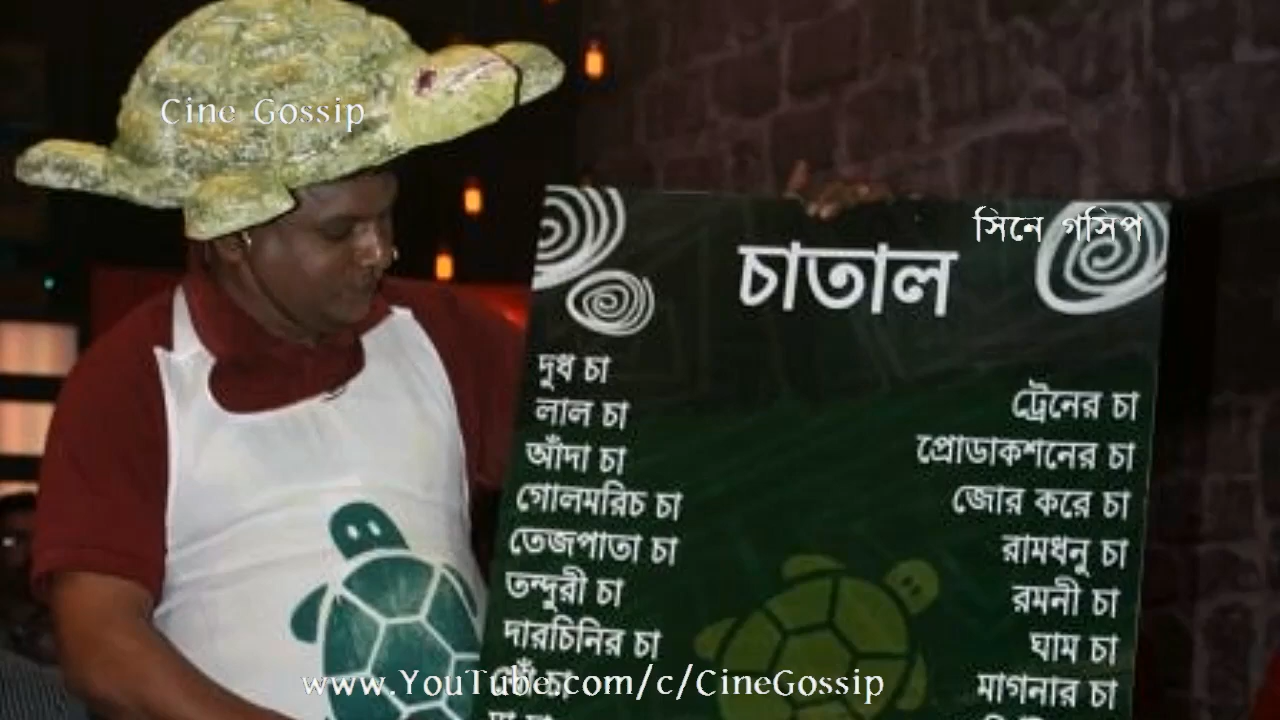 Cine Gossip
সিনে গসিপ
চাতাল
দুধ চা
লাল চা
আঁদা চা
গোলমরিচ চা
তেজপাতা চা
তন্দুরী চা
দারচিনির চা
ট্রেনের চা
প্রোডাকশনের চা
জোর করে চা
রামধনু চা
রমনী চা
ঘাম চা
মাগনার চা
www.YouTube.com/c/CineGossip